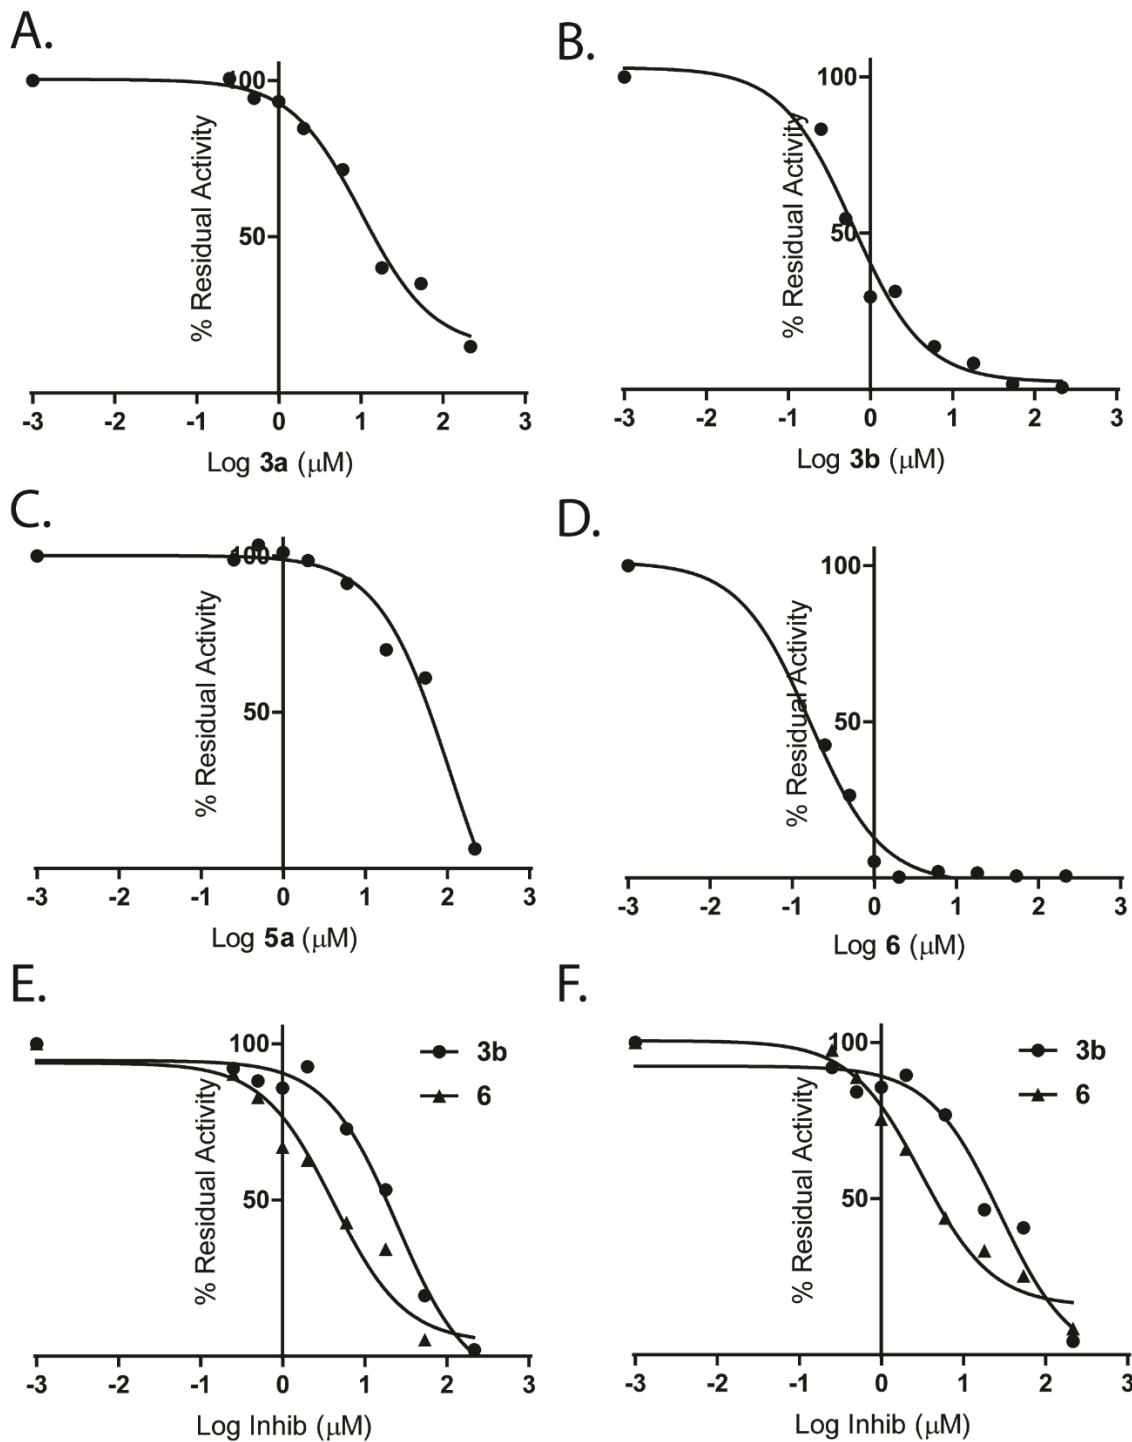 A.
100
50
% Residual Activity
-3 -2 -1 0 1 2 3
Log 3a (μM)
B.
100
50
% Residual Activity
-3 -2 -1 0 1 2 3
Log 3b (μM)
C.
100
50
% Residual Activity
-3 -2 -1 0 1 2 3
Log 5a (μM)
D.
100
50
% Residual Activity
-3 -2 -1 0 1 2 3
Log 6 (μM)
E.
100
50
% Residual Activity
3b
6
-3 -2 -1 0 1 2 3
Log Inhib (μM)
F.
100
50
% Residual Activity
3b
6
-3 -2 -1 0 1 2 3
Log Inhib (μM)